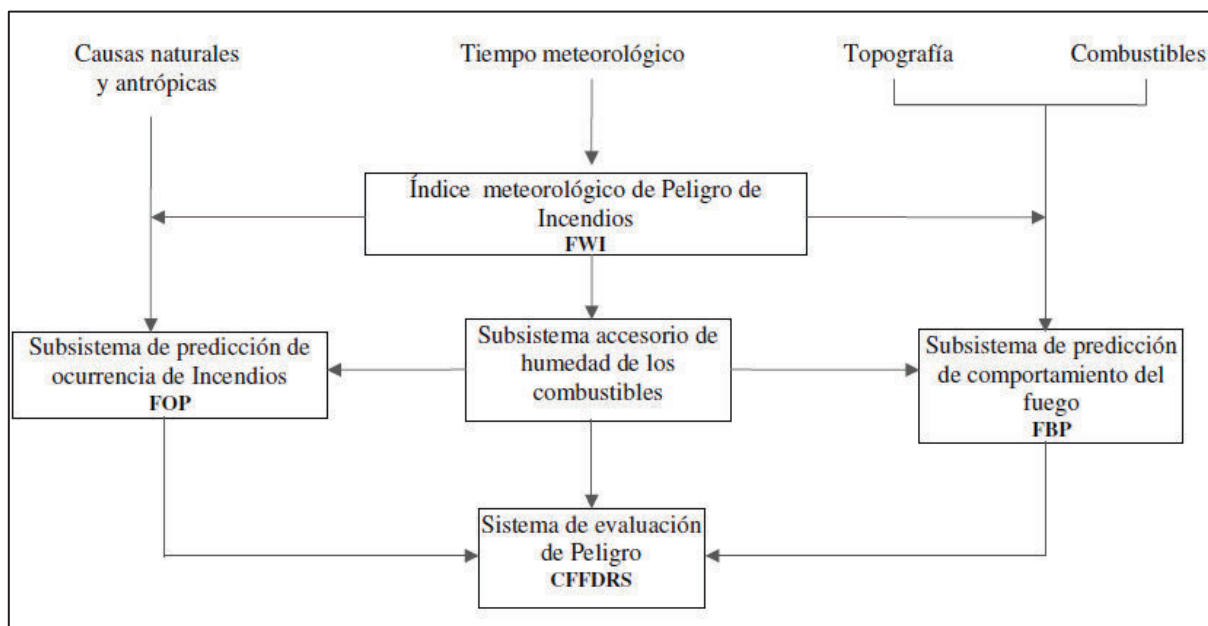 Causas naturales
y antrópicas
Tiempo meteorológico
Topografía
Combustibles
Índice meteorológico de Peligro de
Incendios
FWI
Subsistema de predicción de
ocurrencia de Incendios
FOP
Subsistema accesorio de
humedad de los
combustibles
Subsistema de predicción
de comportamiento del
fuego
FBP
Sistema de evaluación
de Peligro
CFFDRS